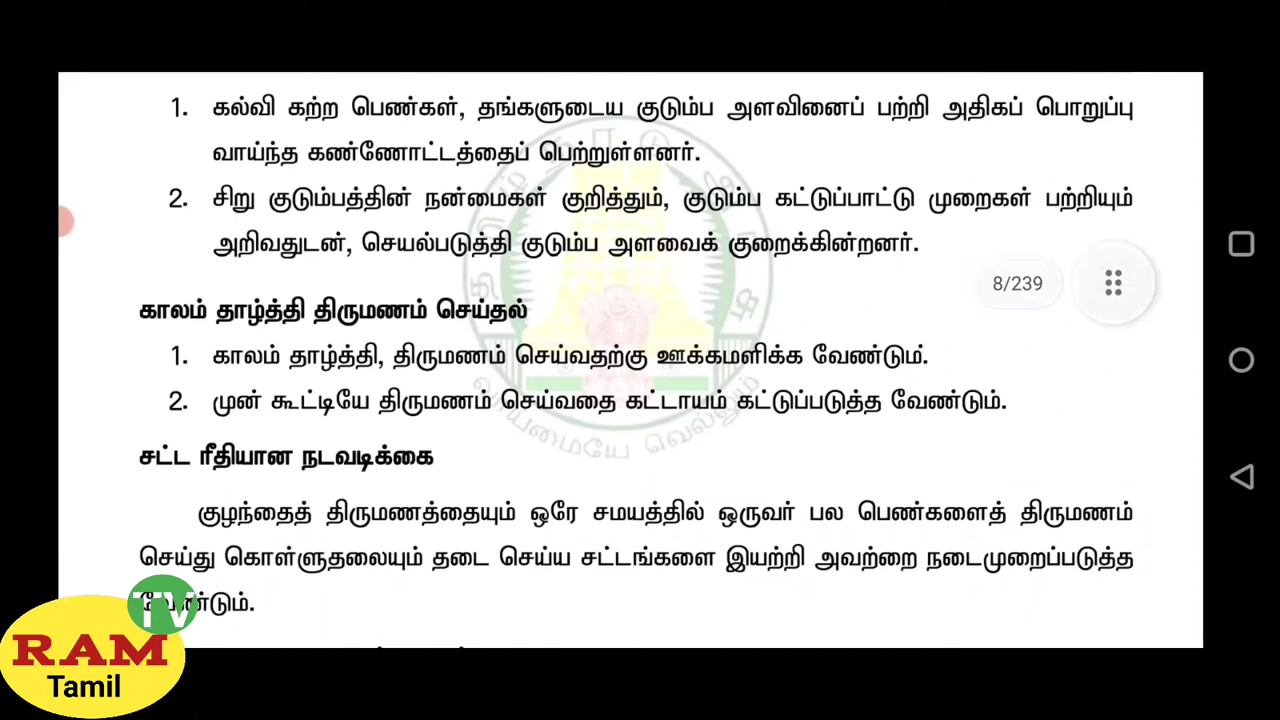 1. கல்வி கற்ற பெண்கள், தங்களுடைய குடும்ப அளவினைப் பற்றி அதிகப் பொறுப்பு
வாய்ந்த கண்ணோட்டத்தைப் பெற்றுள்ளனர்.
2. சிறு குடும்பத்தின் நன்மைகள் குறித்தும், குடும்ப கட்டுப்பாட்டு முறைகள் பற்றியும்
அறிவதுடன், செயல்படுத்தி குடும்ப அளவைக் குறைக்கின்றனர்.
8/239
காலம் தாழ்த்தி திருமணம் செய்தல்
1. காலம் தாழ்த்தி, திருமணம் செய்வதற்கு ஊக்கமளிக்க வேண்டும்.
2. முன் கூட்டியே திருமணம் செய்வதை கட்டாயம் கட்டுப்படுத்த வேண்டும்.
வாய்மையே வெல்லும்
சட்ட ரீதியான நடவடிக்கை
குழந்தைத் திருமணத்தையும் ஒரே சமயத்தில் ஒருவர் பல பெண்களைத் திருமணம்
செய்து கொள்ளுதலையும் தடை செய்ய சட்டங்களை இயற்றி அவற்றை நடைமுறைப்படுத்த
வேண்டும்.
TV
RAM
Tamil